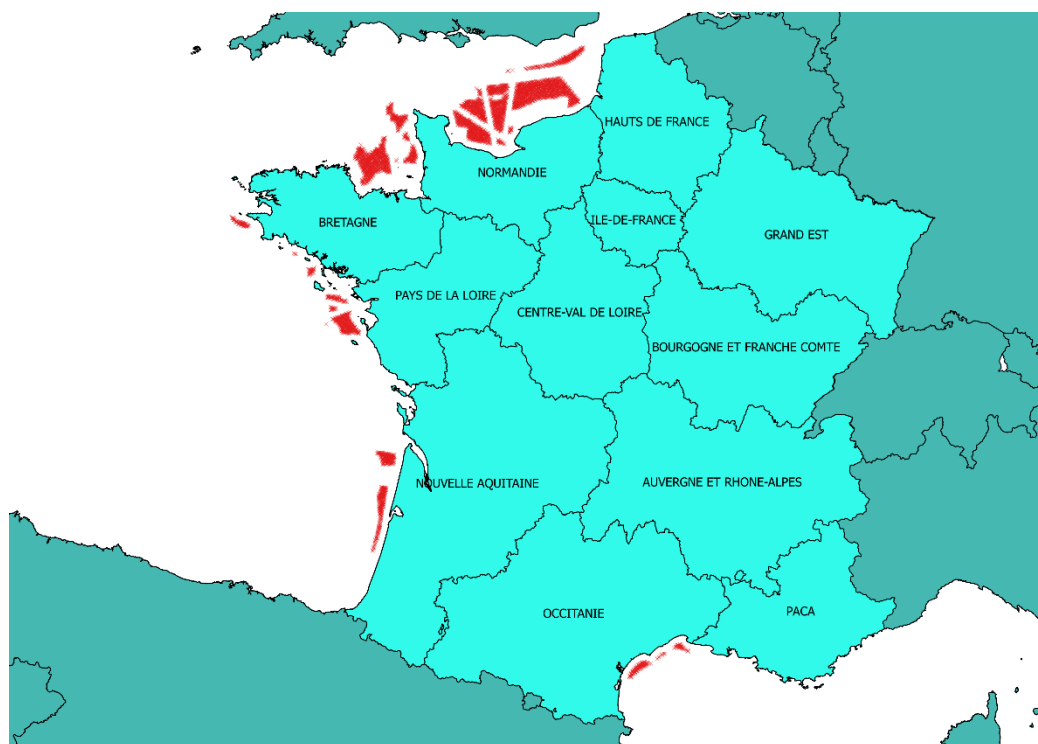 HAUTS DE FRANCE
NORMANDIE
ILE-DE-FRANCE
BRETAGNE
GRAND EST
PAYS DE LA LOIRE
CENTRE-VAL DE LOIRE
BOURGOGNE ET FRANCHE COMTE
NOUVELLE AQUITAINE
AUVERGNE ET RHONE-ALPES
OCCITANIE
PACA